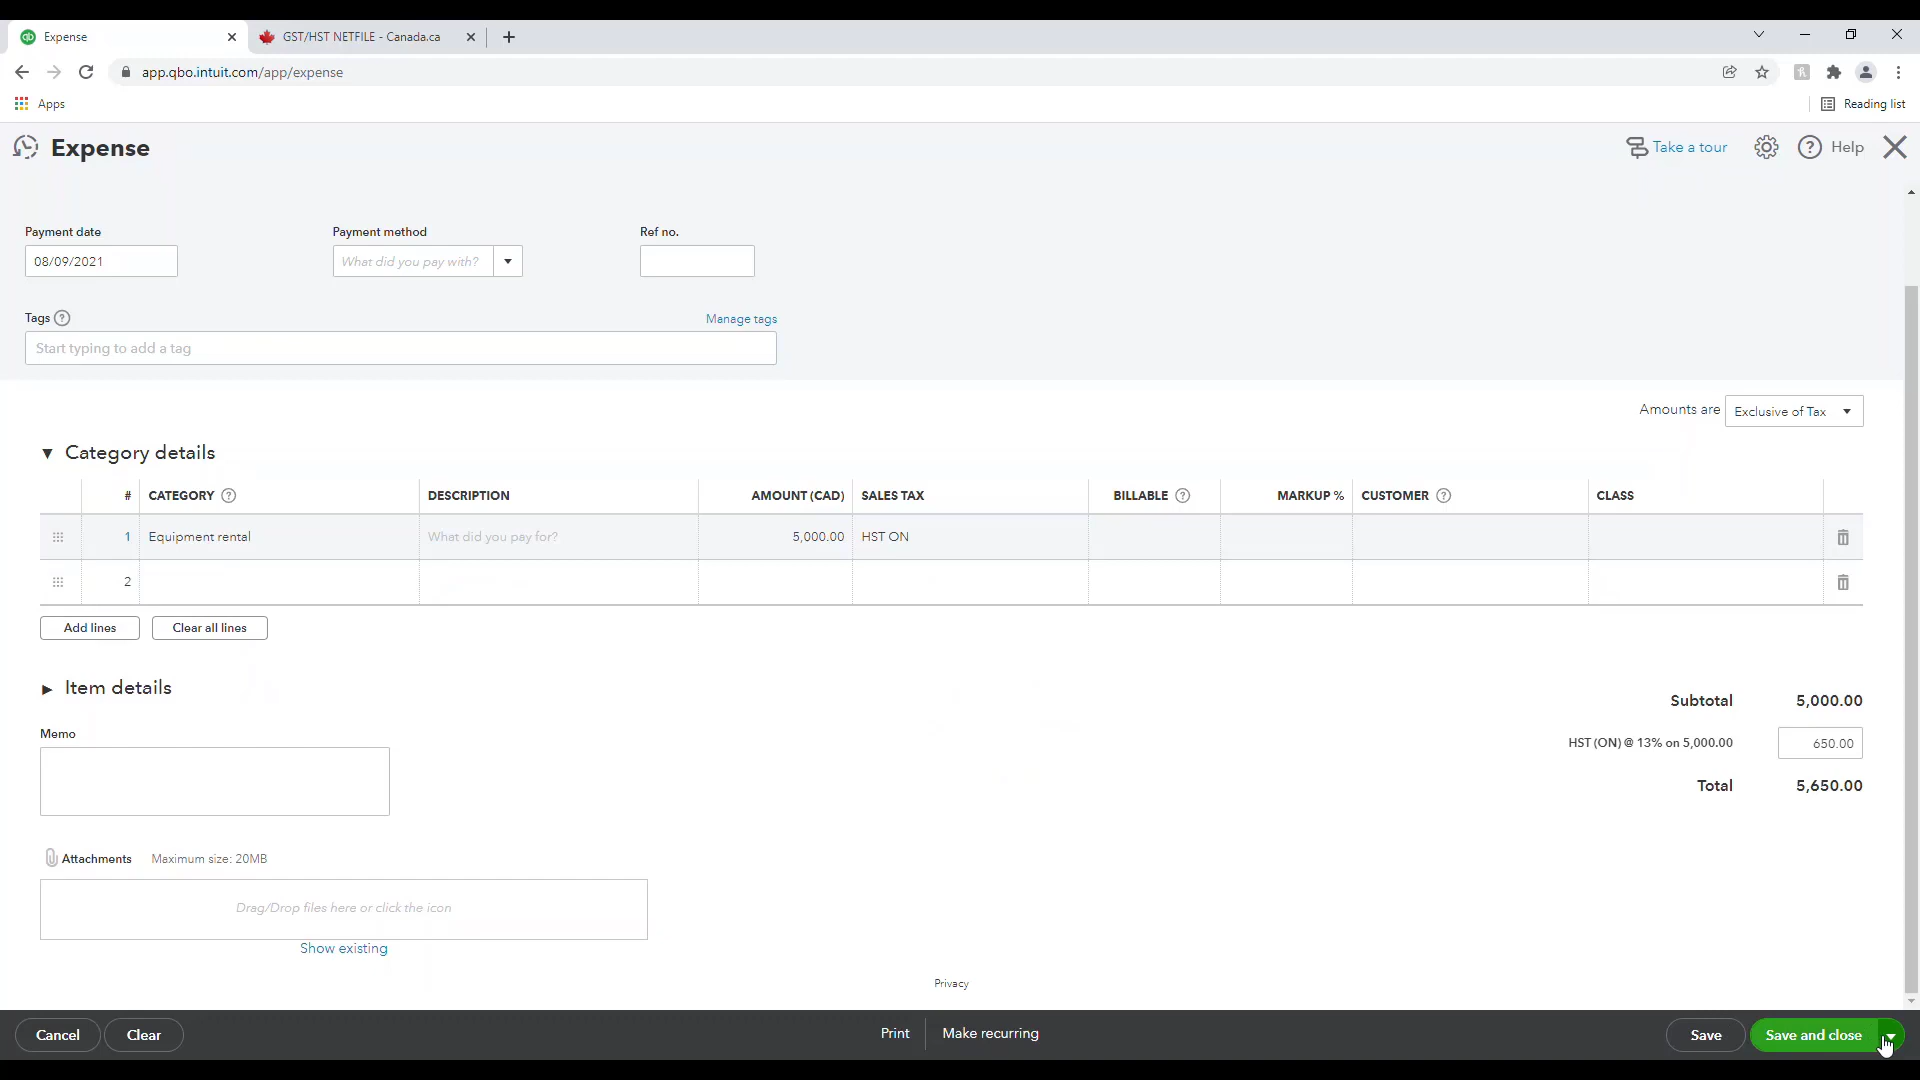 Expense
GST/HST NETFILE - Canada.ca
app.qbo.intuit.com/app/expense
Apps
Reading list
Expense
Take a tour
Help
Payment date
Payment method
Ref no.
08/09/2021
What did you pay with?
Tags
Manage tags
Start typing to add a tag
Amounts are Exclusive of Tax
Category details
# CATEGORY DESCRIPTION AMOUNT (CAD) SALES TAX BILLABLE MARKUP % CUSTOMER CLASS
1 Equipment rental What did you pay for? 5,000.00 HST ON
2
Add lines Clear all lines
Item details
Subtotal 5,000.00
Memo
HST (ON) @ 13% on 5,000.00 650.00
Total 5,650.00
Attachments Maximum size: 20MB
Drag/Drop files here or click the icon
Show existing
Privacy
Cancel Clear Print Make recurring Save Save and close